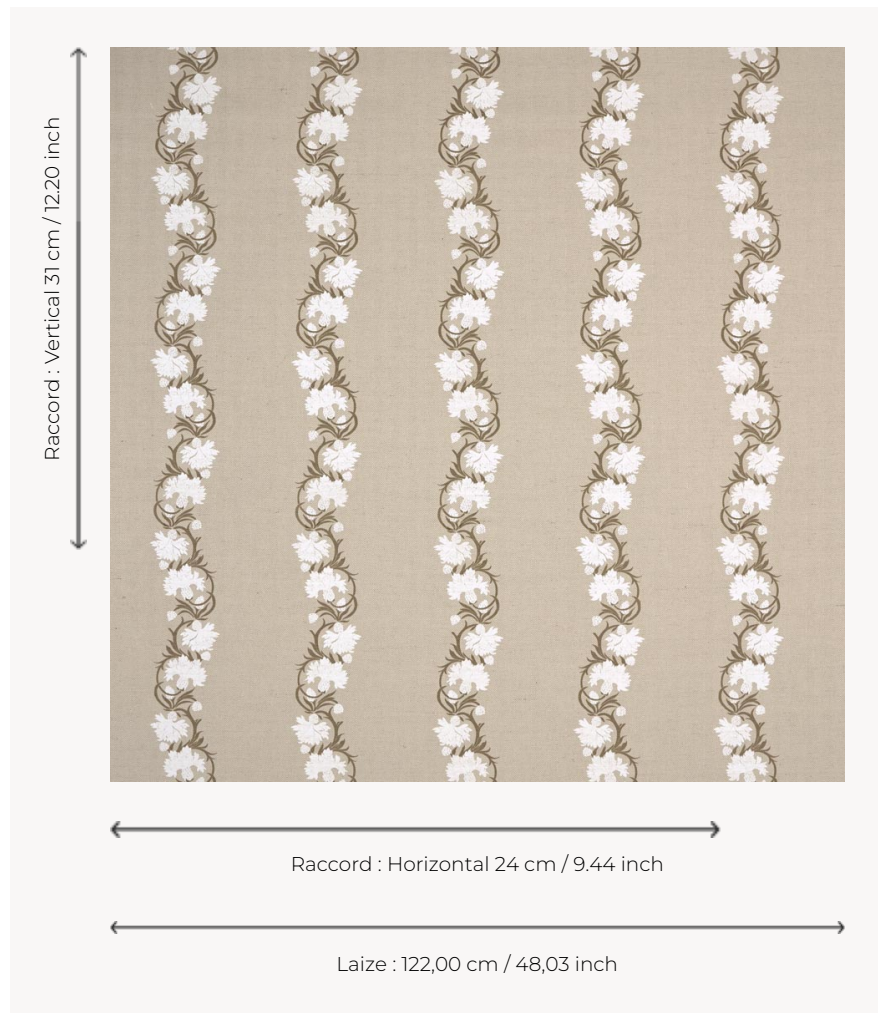 Raccord : Vertical 31 cm / 12.20 inch
Raccord : Horizontal 24 cm / 9.44 inch
Laize : 122,00 cm / 48,03 inch